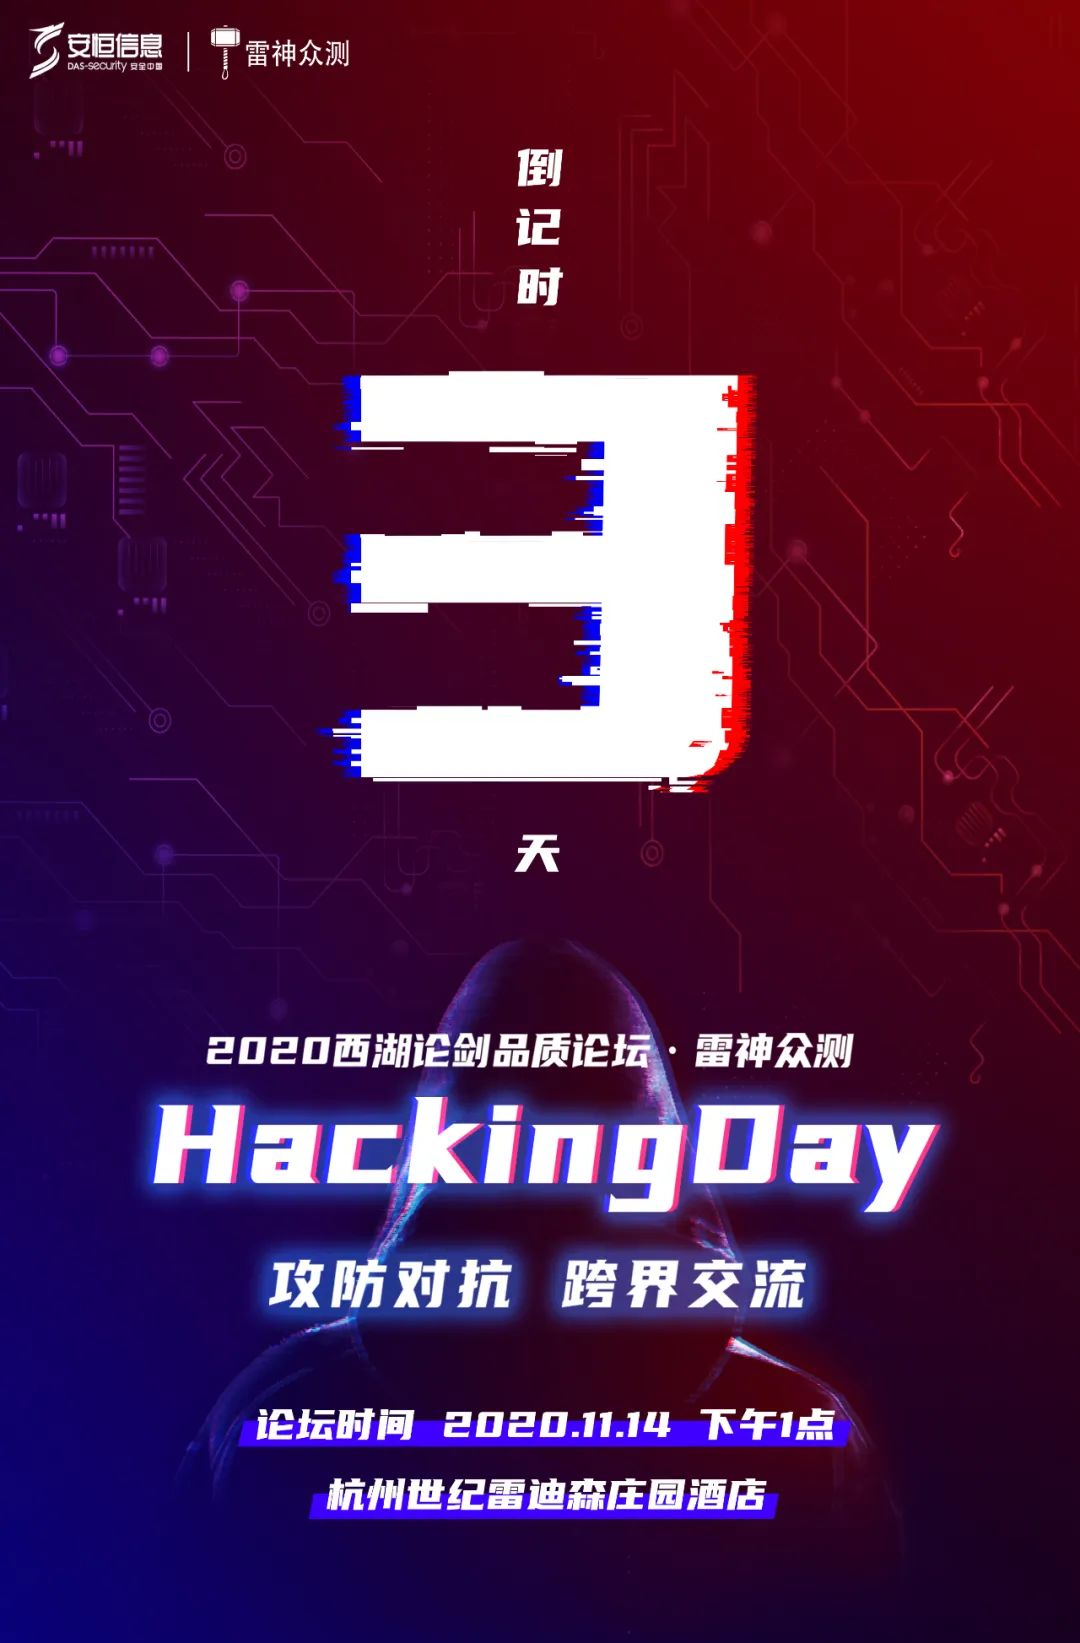 安恒信息 雷神众测
DAS-security 安全中国
倒
记
时
3
天
2020西湖论剑品质论坛·雷神众测
HackingDay
攻防对抗 跨界交流
论坛时间 2020.11.14 下午1点
杭州世纪雷迪森庄园酒店